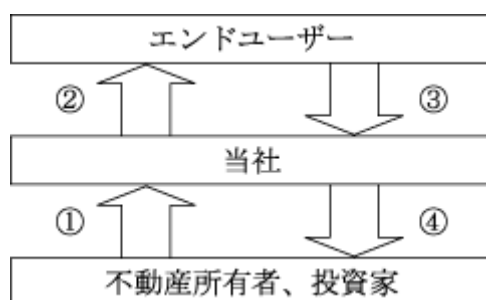 エンドユーザー
② ③
当社
① ④
不動産所有者、投資家